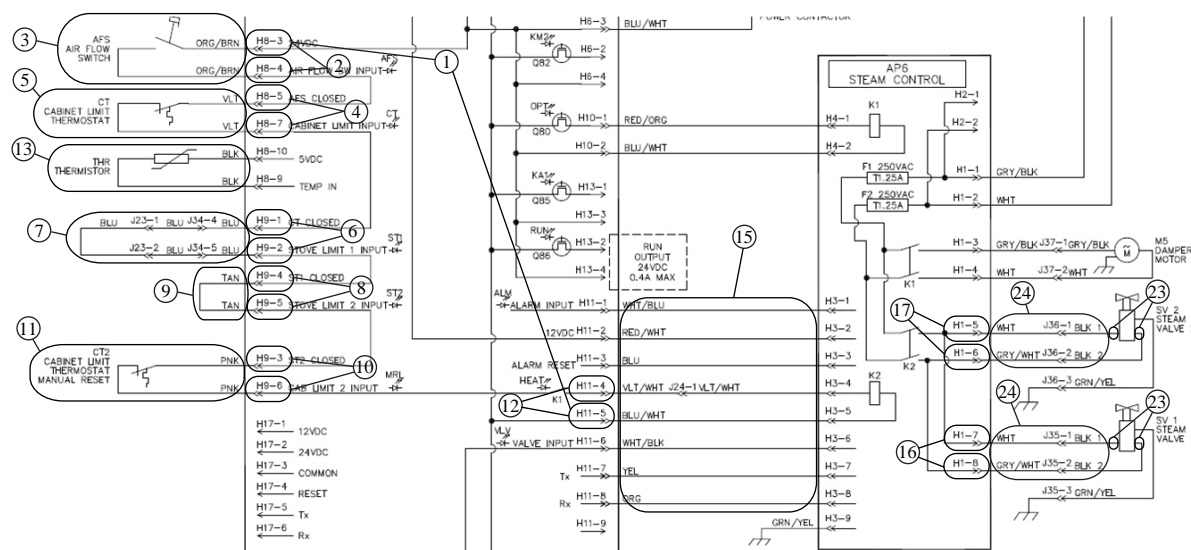 3
AFS
AIR FLOW
SWITCH
ORG/BRN
H8-3
24VDC
ORG/BRN
H8-4
AIR FLOW SW INPUT
AFS
2
1
5
CT
CABINET LIMIT
THERMOSTAT
VLT
H8-5
AFS CLOSED
VLT
H8-7
CABINET LIMIT INPUT
CT
4
13
THR
THERMISTOR
BLK
H8-10
5VDC
BLK
H8-9
TEMP IN
7
BLU
J23-1
BLU
J34-4
BLU
H9-1
CT CLOSED
J23-2
BLU
J34-5
BLU
H9-2
STOVE LIMIT 1 INPUT
ST1
6
9
TAN
H9-4
ST1 CLOSED
TAN
H9-5
STOVE LIMIT 2 INPUT
ST2
8
11
CT2
CABINET LIMIT
THERMOSTAT
MANUAL RESET
PNK
H9-3
ST2 CLOSED
PNK
H9-6
CAB LIMIT 2 INPUT
MRL
10
H17-1
12VDC
H17-2
24VDC
H17-3
COMMON
H17-4
RESET
H17-5
Tx
H17-6
Rx
H6-3
BLU/WHT
POWER CONTACTOR
KM2
H6-2
Q82
H6-4
OPT
H10-1
RED/ORG
Q80
H10-2
BLU/WHT
KA1
H13-1
Q85
H13-3
RUN
H13-2
Q86
H13-4
RUN
OUTPUT
24VDC
0.4A MAX
15
ALM
ALARM INPUT
H11-1
WHT/BLU
H3-1
12VDC
H11-2
RED/WHT
H3-2
ALARM RESET
H11-3
BLU
H3-3
HEAT
K1
H11-4
VLT/WHT
J24-1
VLT/WHT
H3-4
12
H11-5
BLU/WHT
H3-5
VLV
VALVE INPUT
H11-6
WHT/BLK
H3-6
Tx
H11-7
YEL
H3-7
Rx
H11-8
ORG
H3-8
H11-9
GRN/YEL
H3-9
AP6
STEAM CONTROL
H2-1
H2-2
K1
H4-1
H4-2
F1 250VAC
T1.25A
H1-1
GRY/BLK
F2 250VAC
T1.25A
H1-2
WHT
H1-3
GRY/BLK
J37-1
GRY/BLK
M5
DAMPER
MOTOR
M
K1
H1-4
WHT
J37-2
WHT
17
24
23
SV_2
STEAM
VALVE
H1-5
WHT
J36-1
BLK 1
K2
H1-6
GRY/WHT
J36-2
BLK 2
K2
J36-3
GRN/YEL
24
23
SV_1
STEAM
VALVE
16
H1-7
WHT
J35-1
BLK 1
H1-8
GRY/WHT
J35-2
BLK 2
J35-3
GRN/YEL